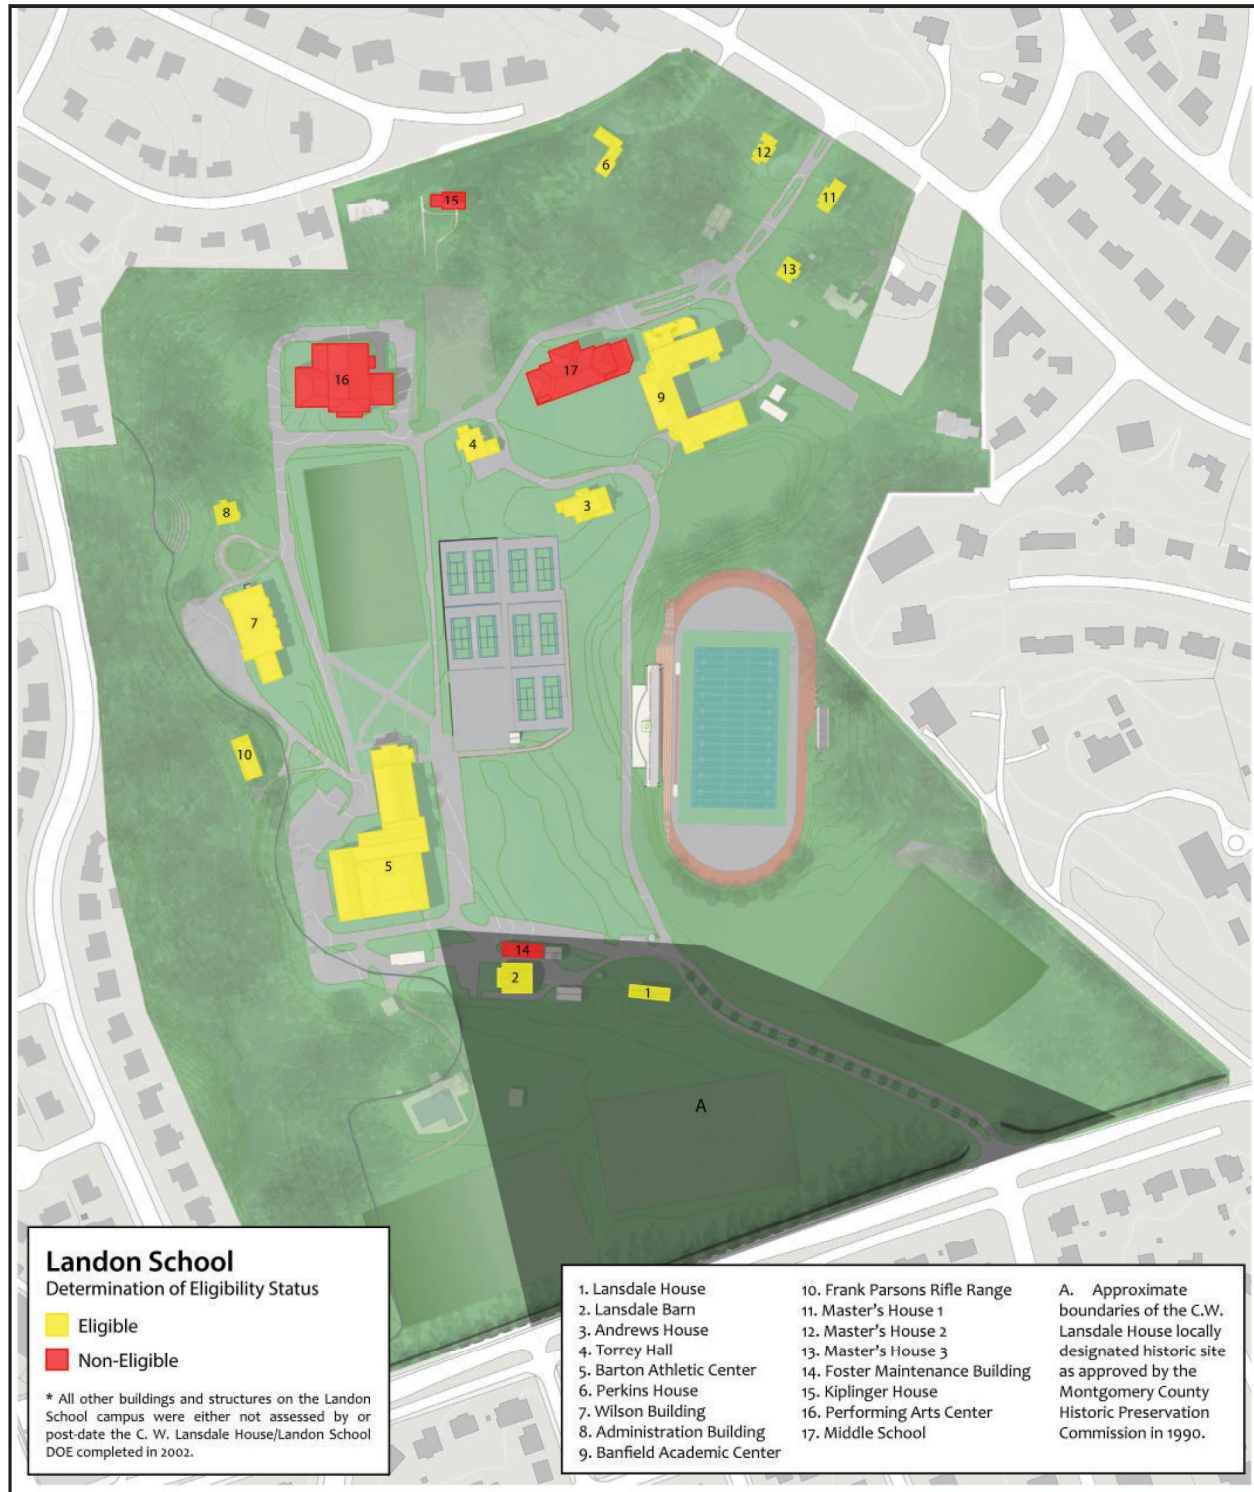 6
12
15
11
13
16
17
9
4
3
8
7
10
5
14
2
1
A
Landon School
Determination of Eligibility Status
Eligible
Non-Eligible
* All other buildings and structures on the Landon
School campus were either not assessed by or
post-date the C. W. Lansdale House/Landon School
DOE completed in 2002.
1. Lansdale House
2. Lansdale Barn
3. Andrews House
4. Torrey Hall
5. Barton Athletic Center
6. Perkins House
7. Wilson Building
8. Administration Building
9. Banfield Academic Center
10. Frank Parsons Rifle Range
11. Master's House 1
12. Master's House 2
13. Master's House 3
14. Foster Maintenance Building
15. Kiplinger House
16. Performing Arts Center
17. Middle School
A. Approximate
boundaries of the C.W.
Lansdale House locally
designated historic site
as approved by the
Montgomery County
Historic Preservation
Commission in 1990.